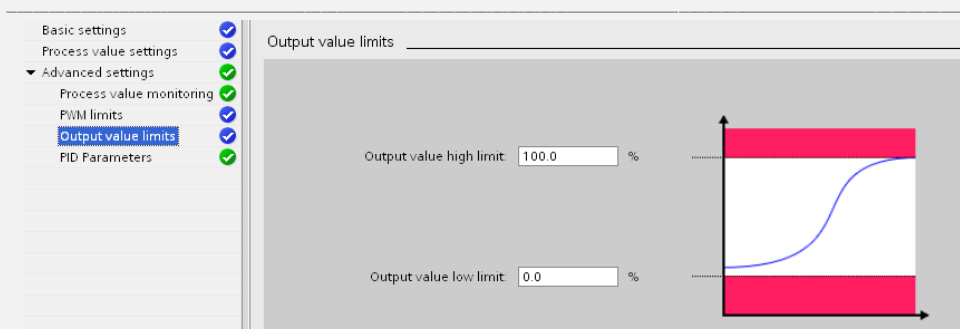 Basic settings
Process value settings
Advanced settings
Process value monitoring
PWM limits
Output value limits
PID Parameters
Output value limits
Output value high limit: 100.0 %
Output value low limit: 0.0 %